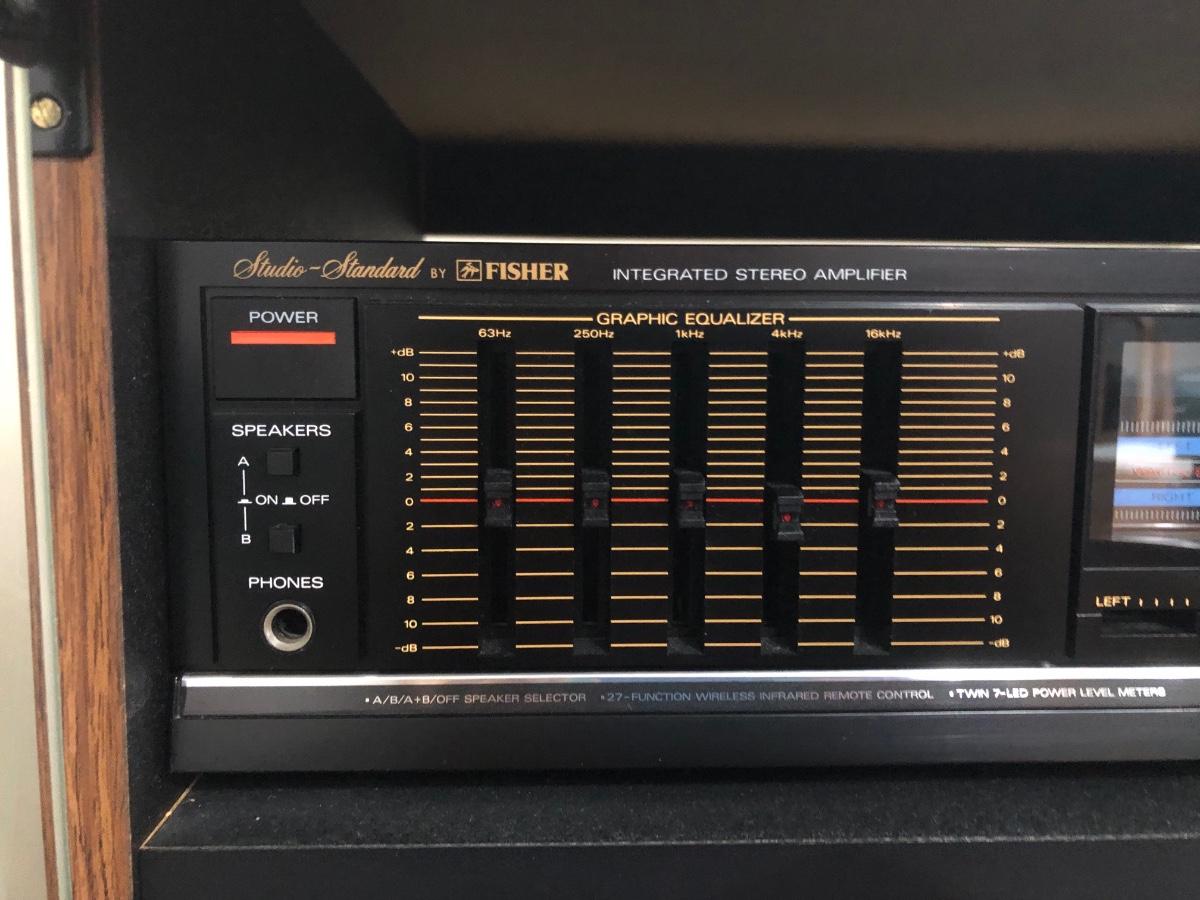 Studio-Standard BY FISHER INTEGRATED STEREO AMPLIFIER
POWER
GRAPHIC EQUALIZER
63Hz 250Hz 1kHz 4kHz 16kHz
+dB +dB
10 10
8 8
6 6
4 4
2 2
0 0
2 2
4 4
6 6
8 8
10 10
-dB -dB
SPEAKERS
A
ON OFF
B
PHONES
RIGHT
LEFT
•A/B/A+B/OFF SPEAKER SELECTOR •27-FUNCTION WIRELESS INFRARED REMOTE CONTROL •TWIN 7-LED POWER LEVEL METERS